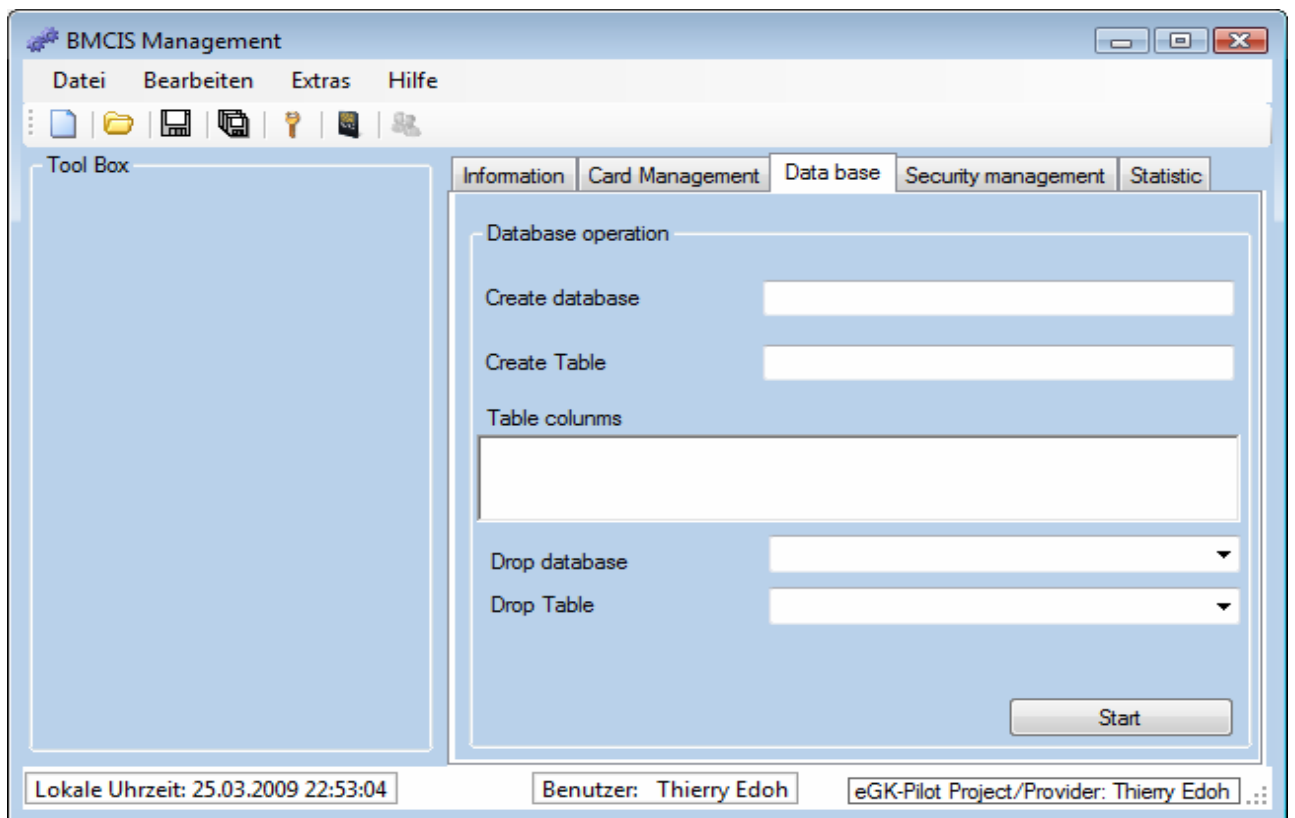 BMCIS Management
Datei Bearbeiten Extras Hilfe
Tool Box
Information Card Management Data base Security management Statistic
Database operation
Create database
Create Table
Table colunms
Drop database
Drop Table
Start
Lokale Uhrzeit: 25.03.2009 22:53:04 Benutzer: Thierry Edoh eGK-Pilot Project/Provider: Thierry Edoh